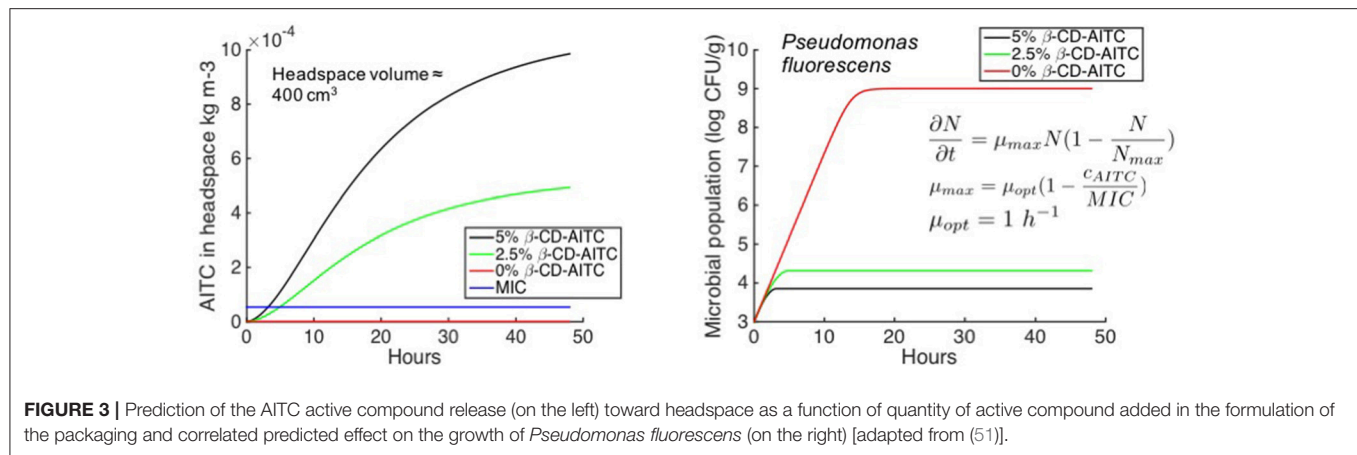 ×10⁻⁴
10
8
6
4
2
0
AITC in headspace kg m-3
Headspace volume ≈
400 cm³
5% β-CD-AITC
2.5% β-CD-AITC
0% β-CD-AITC
MIC
0 10 20 30 40 50
Hours
10
9
8
7
6
5
4
3
Microbial population (log CFU/g)
Pseudomonas
fluorescens
5% β-CD-AITC
2.5% β-CD-AITC
0% β-CD-AITC
∂N/∂t = μmax N(1 − N/Nmax)
μmax = μopt(1 − cAITC/MIC)
μopt = 1 h⁻¹
0 10 20 30 40 50
Hours
FIGURE 3 | Prediction of the AITC active compound release (on the left) toward headspace as a function of quantity of active compound added in the formulation of
the packaging and correlated predicted effect on the growth of Pseudomonas fluorescens (on the right) [adapted from (51)].